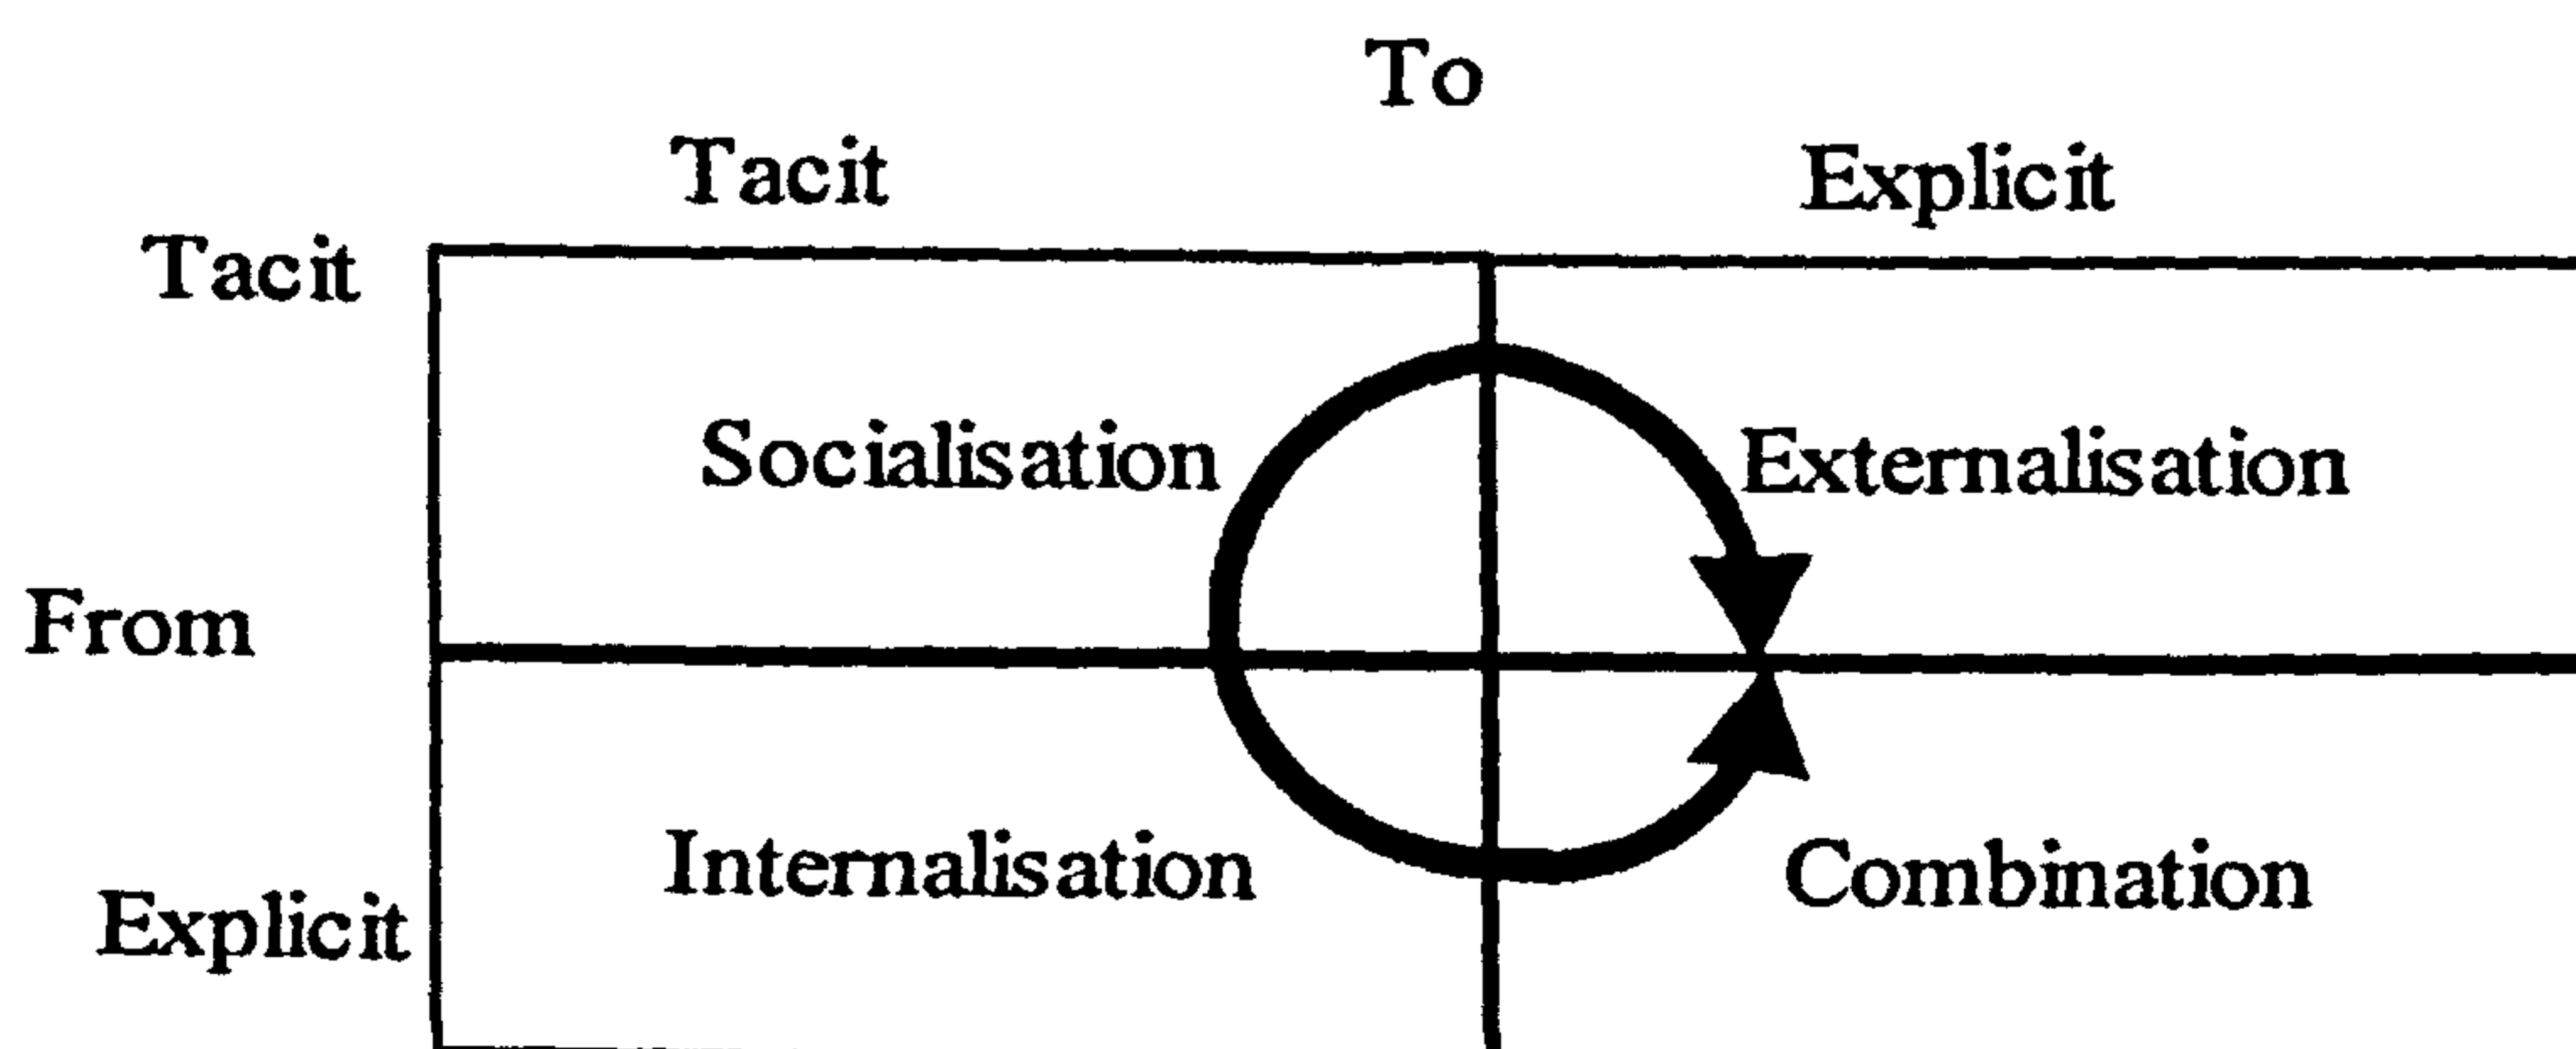 To
Tacit Explicit
Tacit
Socialisation Externalisation
From
Internalisation Combination
Explicit